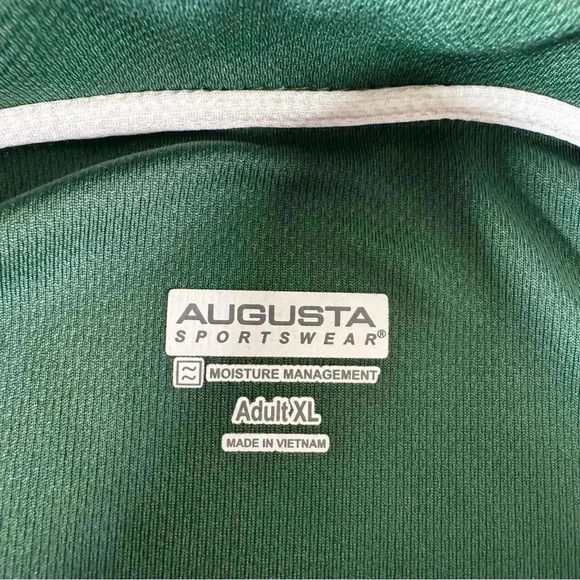 AUGUSTA
SPORTSWEAR®
MOISTURE MANAGEMENT
Adult XL
MADE IN VIETNAM